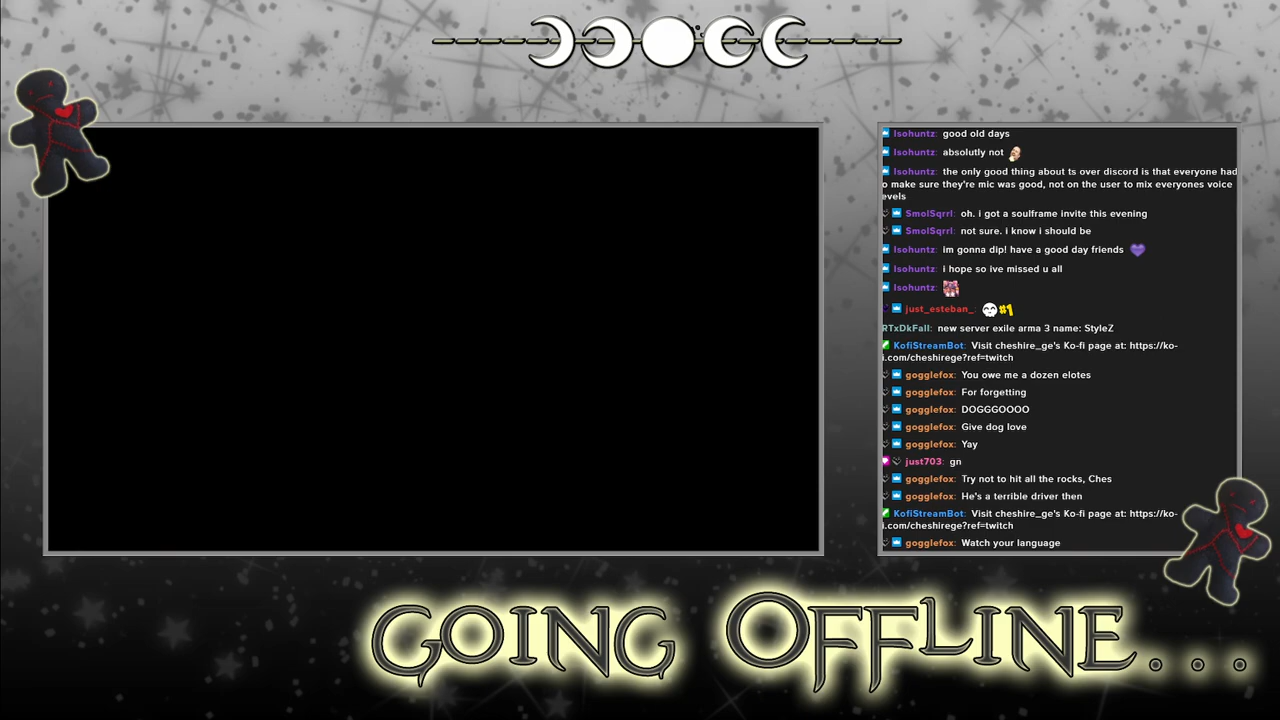 Isohuntz: good old days
Isohuntz: absolutly not
Isohuntz: the only good thing about ts over discord is that everyone had
o make sure they're mic was good, not on the user to mix everyones voice
evels
SmolSqrrl: oh. i got a soulframe invite this evening
SmolSqrrl: not sure. i know i should be
Isohuntz: im gonna dip! have a good day friends
Isohuntz: i hope so ive missed u all
Isohuntz:
just_esteban_: #1
RTxDkFall: new server exile arma 3 name: StyleZ
KofiStreamBot: Visit cheshire_ge's Ko-fi page at: https://ko-
i.com/cheshirege?ref=twitch
gogglefox: You owe me a dozen elotes
gogglefox: For forgetting
gogglefox: DOGGGOOOO
gogglefox: Give dog love
gogglefox: Yay
just703: gn
gogglefox: Try not to hit all the rocks, Ches
gogglefox: He's a terrible driver then
KofiStreamBot: Visit cheshire_ge's Ko-fi page at: https://ko-
i.com/cheshirege?ref=twitch
gogglefox: Watch your language
GOING OFFLINE...